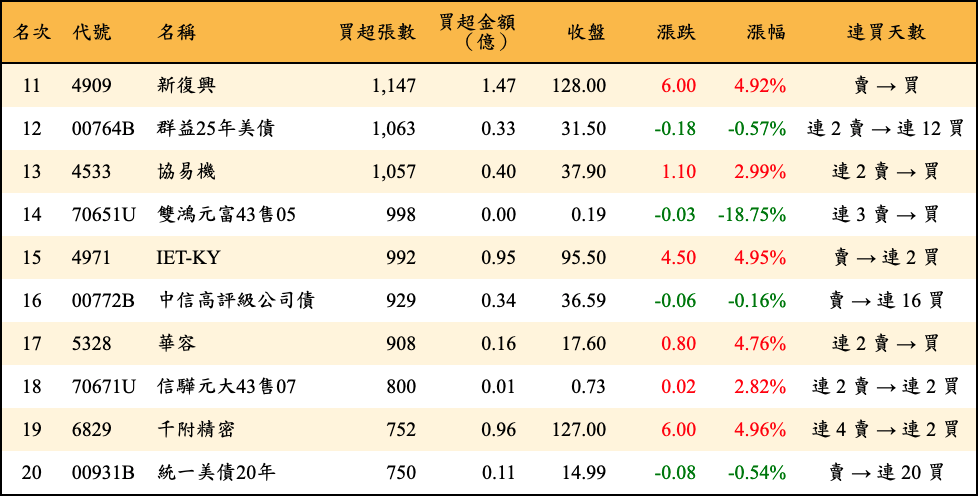 名次 代號 名稱 買超張數 買超金額（億） 收盤 漲跌 漲幅 連買天數
11 4909 新復興 1,147 1.47 128.00 6.00 4.92% 賣 → 買
12 00764B 群益25年美債 1,063 0.33 31.50 -0.18 -0.57% 連 2 賣 → 連 12 買
13 4533 協易機 1,057 0.40 37.90 1.10 2.99% 連 2 賣 → 買
14 70651U 雙鴻元富43售05 998 0.00 0.19 -0.03 -18.75% 連 3 賣 → 買
15 4971 IET-KY 992 0.95 95.50 4.50 4.95% 賣 → 連 2 買
16 00772B 中信高評級公司債 929 0.34 36.59 -0.06 -0.16% 賣 → 連 16 買
17 5328 華容 908 0.16 17.60 0.80 4.76% 連 2 賣 → 買
18 70671U 信驊元大43售07 800 0.01 0.73 0.02 2.82% 連 2 賣 → 連 2 買
19 6829 千附精密 752 0.96 127.00 6.00 4.96% 連 4 賣 → 連 2 買
20 00931B 統一美債20年 750 0.11 14.99 -0.08 -0.54% 賣 → 連 20 買